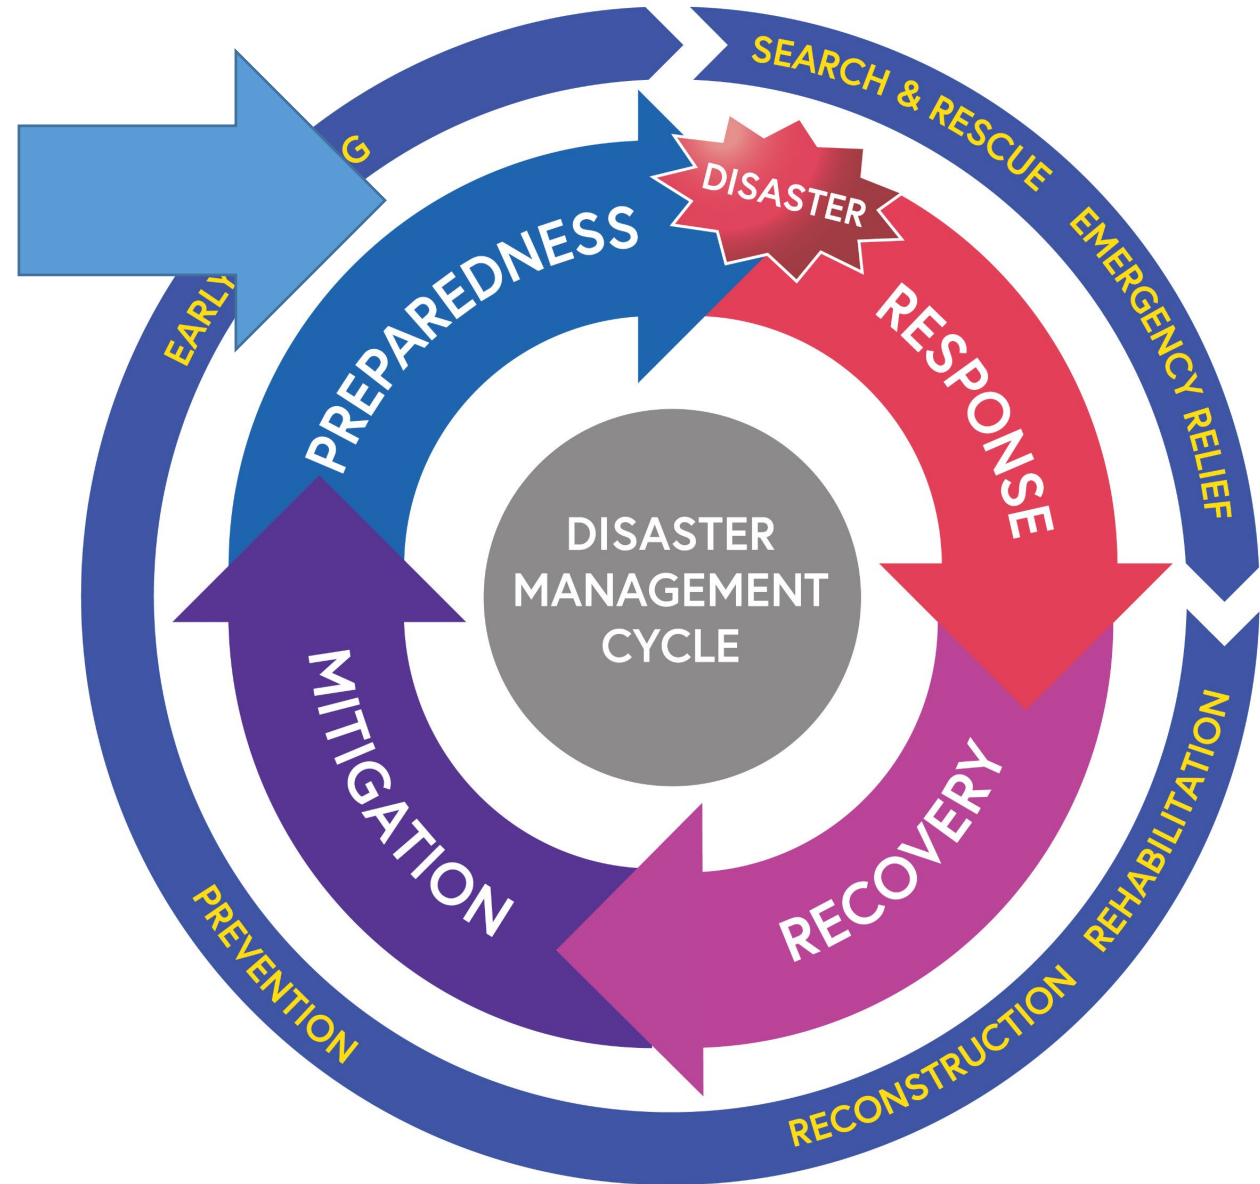 SEARCH & RESCUE
EMERGENCY RELIEF
EARLY
G
DISASTER
PREPAREDNESS
RESPONSE
DISASTER
MANAGEMENT
CYCLE
MITIGATION
RECOVERY
REHABILITATION
RECONSTRUCTION
PREVENTION